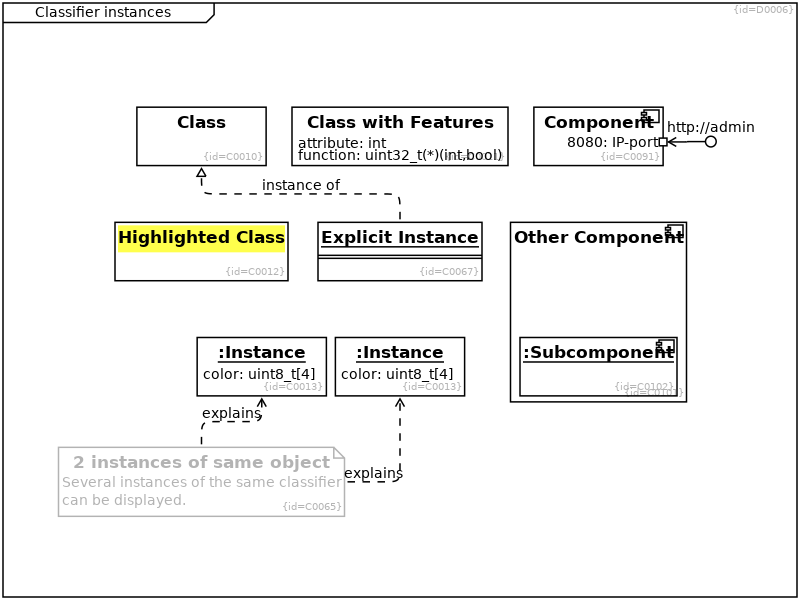 Classifier instances
{id=D0006}
Class
{id=C0010}
Class with Features
attribute: int
function: uint32_t(*)(int,bool)
Component
8080: IP-port
{id=C0091}
http://admin
instance of
Highlighted Class
{id=C0012}
Explicit Instance
{id=C0067}
Other Component
:Instance
color: uint8_t[4]
{id=C0013}
:Instance
color: uint8_t[4]
{id=C0013}
:Subcomponent
{id=C0102}
explains
2 instances of same object
Several instances of the same classifier
can be displayed.
{id=C0065}
explains